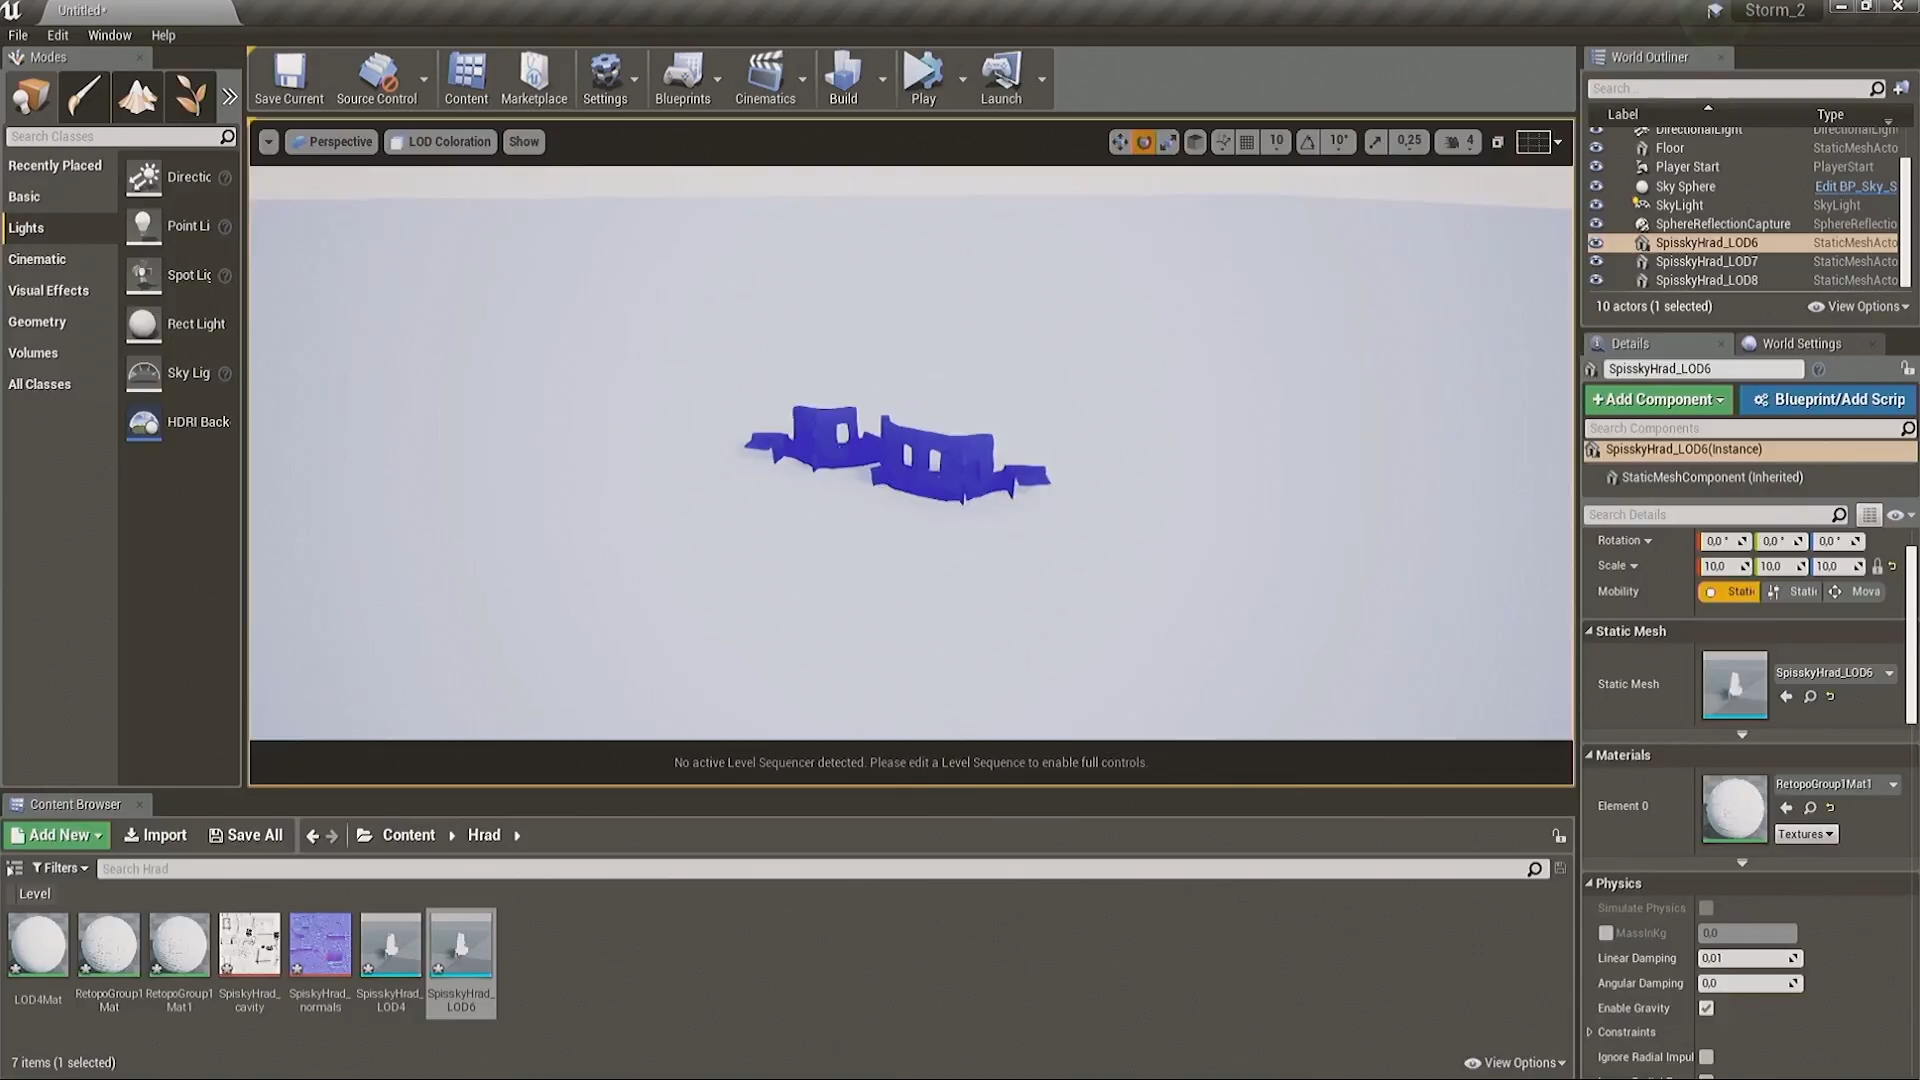 Untitled*
Storm_2
File Edit Window Help
Modes
Search Classes
Recently Placed
Basic
Lights
Cinematic
Visual Effects
Geometry
Volumes
All Classes
Directic
Point Li
Spot Lig
Rect Light
Sky Lig
HDRI Back
Save Current
Source Control
Content
Marketplace
Settings
Blueprints
Cinematics
Build
Play
Launch
Perspective
LOD Coloration
Show
10
10°
0,25
4
No active Level Sequencer detected. Please edit a Level Sequence to enable full controls.
World Outliner
Search...
Label Type
DirectionalLight DirectionalLight
Floor StaticMeshActo
Player Start PlayerStart
Sky Sphere Edit BP_Sky_S
SkyLight SkyLight
SphereReflectionCapture SphereReflectio
SpisskyHrad_LOD6 StaticMeshActo
SpisskyHrad_LOD7 StaticMeshActo
SpisskyHrad_LOD8 StaticMeshActo
10 actors (1 selected) View Options
Details
World Settings
SpisskyHrad_LOD6
+Add Component
Blueprint/Add Scrip
Search Components
SpisskyHrad_LOD6(Instance)
StaticMeshComponent (Inherited)
Search Details
Rotation 0,0° 0,0° 0,0°
Scale 10,0 10,0 10,0
Mobility Stati Stati Mova
Static Mesh
Static Mesh SpisskyHrad_LOD6
Materials
Element 0 RetopoGroup1Mat1
Textures
Physics
Simulate Physics
MassInKg 0,0
Linear Damping 0,01
Angular Damping 0,0
Enable Gravity
Constraints
Ignore Radial Impul
Content Browser
Add New Import Save All Content Hrad
Filters Search Hrad
Level
LOD4Mat
RetopoGroup1
Mat
RetopoGroup1
Mat1
SpiskyHrad_
cavity
SpiskyHrad_
normals
SpisskyHrad_
LOD4
SpisskyHrad_
LOD6
7 items (1 selected)
View Options